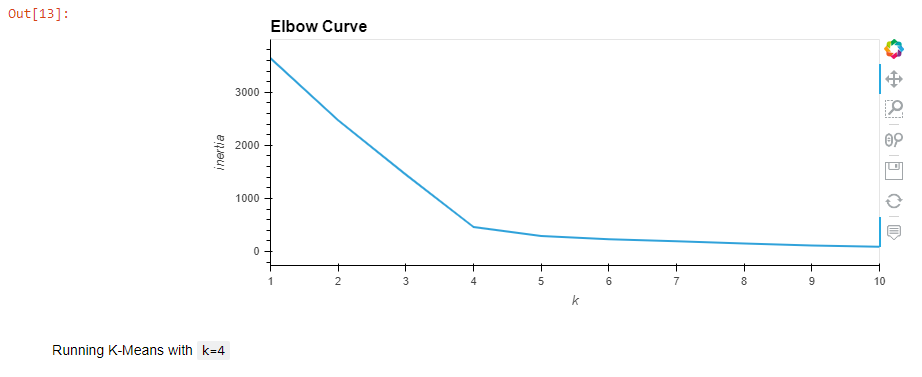 Out[13]:
Elbow Curve
3000
2000
1000
0
inertia
1 2 3 4 5 6 7 8 9 10
k
Running K-Means with k=4